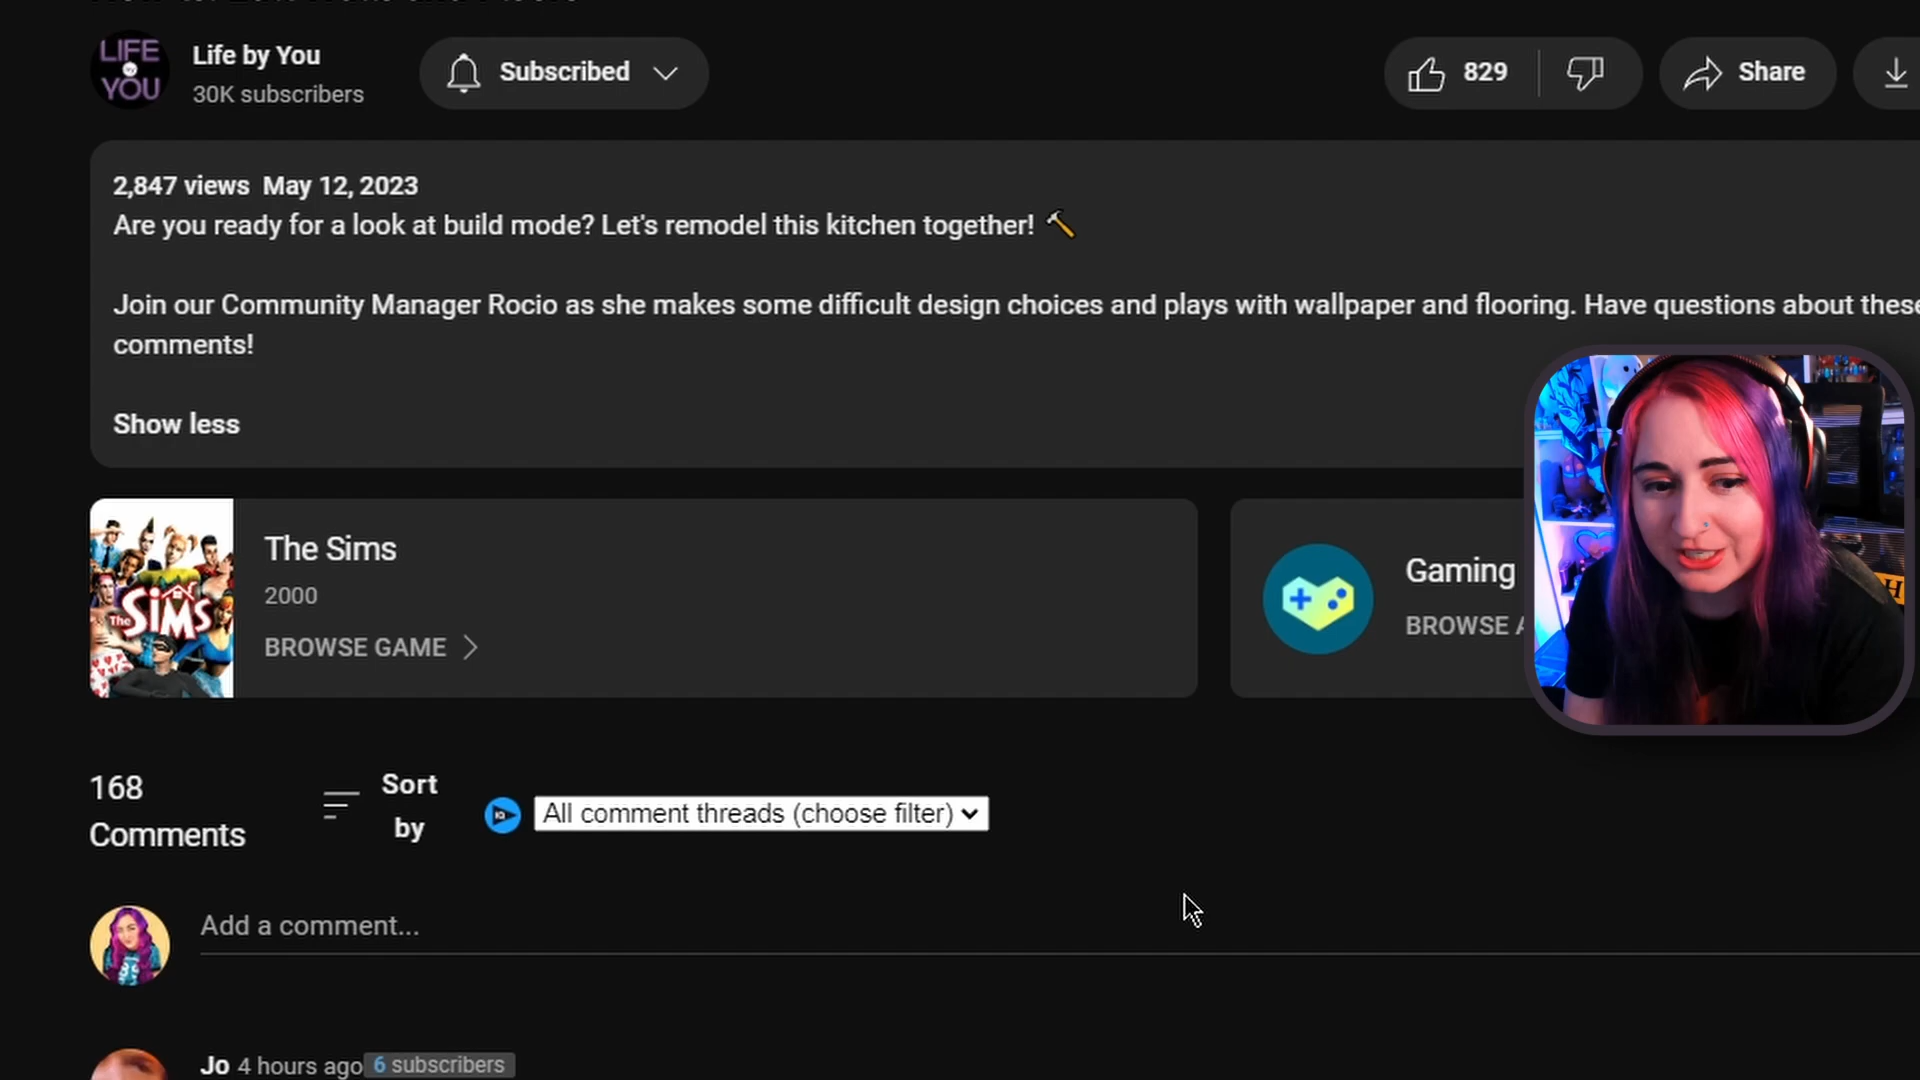 LIFE
by
YOU
Life by You
30K subscribers
Subscribed
829
Share
2,847 views May 12, 2023
Are you ready for a look at build mode? Let's remodel this kitchen together! 🔨
Join our Community Manager Rocio as she makes some difficult design choices and plays with wallpaper and flooring. Have questions about these
comments!
Show less
The SIMS
The Sims
2000
BROWSE GAME
Gaming
BROWSE A
168
Comments
Sort
by
All comment threads (choose filter)
Add a comment...
Jo 4 hours ago 6 subscribers